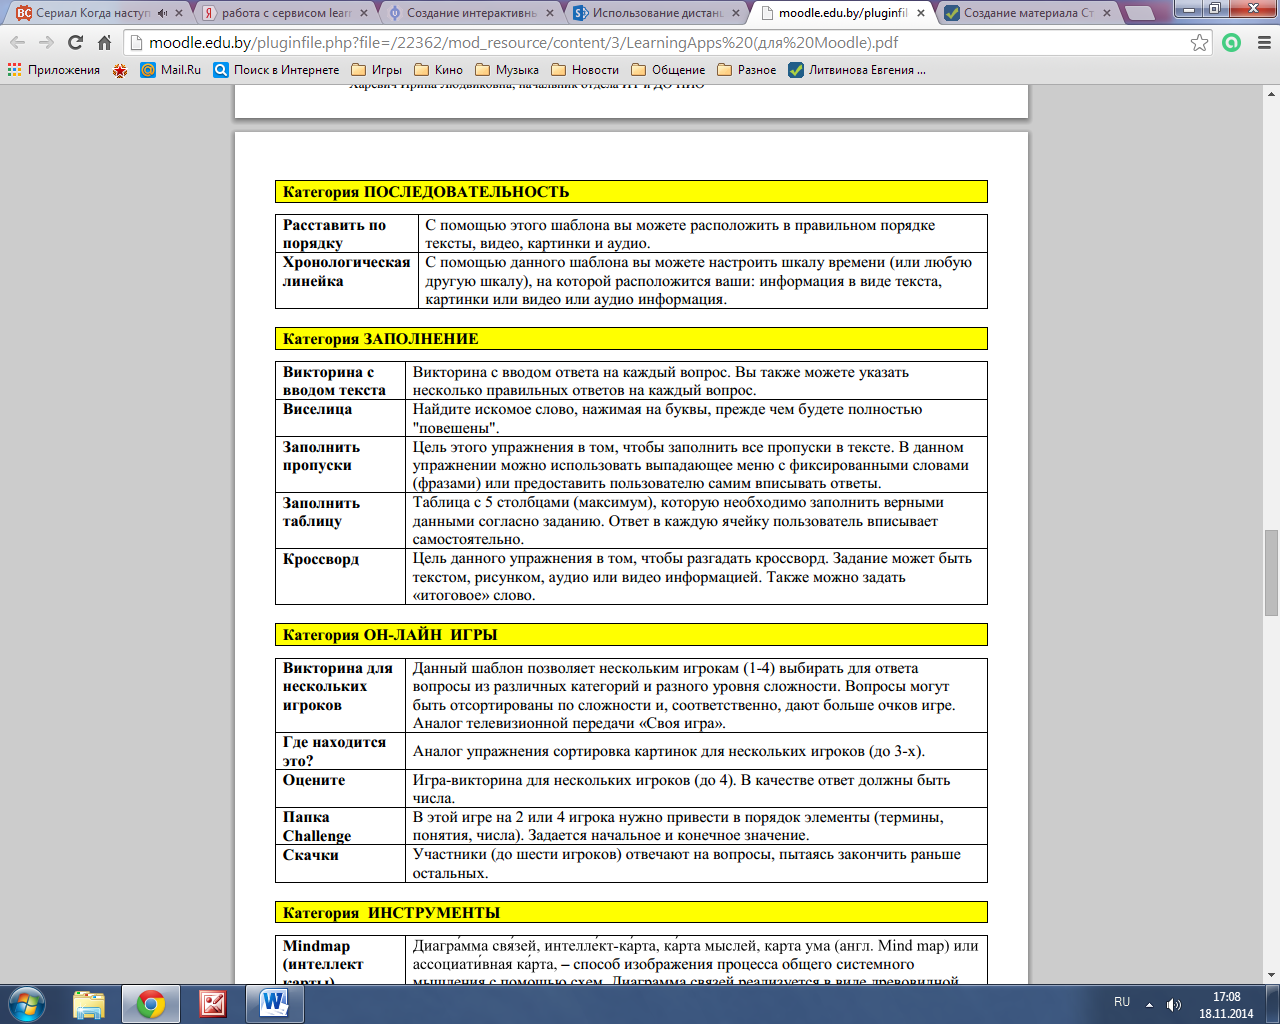 Сериал Когда наступ
работа с сервисом lear
Создание интерактивнь
Использование дистан
moodle.edu.by/pluginfil
Создание материала Ст
moodle.edu.by/pluginfile.php?file=/22362/mod_resource/content/3/LearningApps%20(для%20Moodle).pdf
Приложения
Mail.Ru
Поиск в Интернете
Игры
Кино
Музыка
Новости
Общение
Разное
Литвинова Евгения ...
Категория ПОСЛЕДОВАТЕЛЬНОСТЬ
Расставить по
порядку
С помощью этого шаблона вы можете расположить в правильном порядке
тексты, видео, картинки и аудио.
Хронологическая
линейка
С помощью данного шаблона вы можете настроить шкалу времени (или любую
другую шкалу), на которой расположится ваши: информация в виде текста,
картинки или видео или аудио информация.
Категория ЗАПОЛНЕНИЕ
Викторина с
вводом текста
Викторина с вводом ответа на каждый вопрос. Вы также можете указать
несколько правильных ответов на каждый вопрос.
Виселица
Найдите искомое слово, нажимая на буквы, прежде чем будете полностью
"повешены".
Заполнить
пропуски
Цель этого упражнения в том, чтобы заполнить все пропуски в тексте. В данном
упражнении можно использовать выпадающее меню с фиксированными словами
(фразами) или предоставить пользователю самим вписывать ответы.
Заполнить
таблицу
Таблица с 5 столбцами (максимум), которую необходимо заполнить верными
данными согласно заданию. Ответ в каждую ячейку пользователь вписывает
самостоятельно.
Кроссворд
Цель данного упражнения в том, чтобы разгадать кроссворд. Задание может быть
текстом, рисунком, аудио или видео информацией. Также можно задать
«итоговое» слово.
Категория ОН-ЛАЙН ИГРЫ
Викторина для
нескольких
игроков
Данный шаблон позволяет нескольким игрокам (1-4) выбирать для ответа
вопросы из различных категорий и разного уровня сложности. Вопросы могут
быть отсортированы по сложности и, соответственно, дают больше очков игре.
Аналог телевизионной передачи «Своя игра».
Где находится
это?
Аналог упражнения сортировка картинок для нескольких игроков (до 3-х).
Оцените
Игра-викторина для нескольких игроков (до 4). В качестве ответ должны быть
числа.
Папка
Challenge
В этой игре на 2 или 4 игрока нужно привести в порядок элементы (термины,
понятия, числа). Задается начальное и конечное значение.
Скачки
Участники (до шести игроков) отвечают на вопросы, пытаясь закончить раньше
остальных.
Категория ИНСТРУМЕНТЫ
Mindmap
(интеллект
карты)
Диагра́мма свя́зей, интелле́кт-ка́рта, ка́рта мыслей, карта ума (англ. Mind map) или
ассоциати́вная ка́рта, – способ изображения процесса общего системного
мышления с помощью схем. Диаграмма связей реализуется в виде древовидной
RU
17:08
18.11.2014